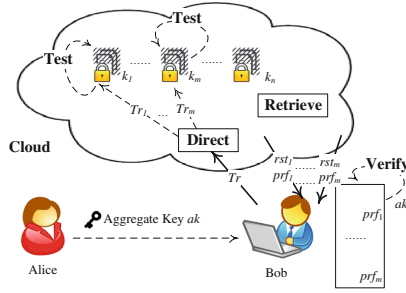 Test
Test
k1 ...... km ...... kn
Tr1 ... Trm
Retrieve
Direct
Cloud
rst1 ...... rstm
prf1 ...... prfm
Verify
Tr
ak
prf1
Aggregate Key ak
......
Alice
Bob
prfm